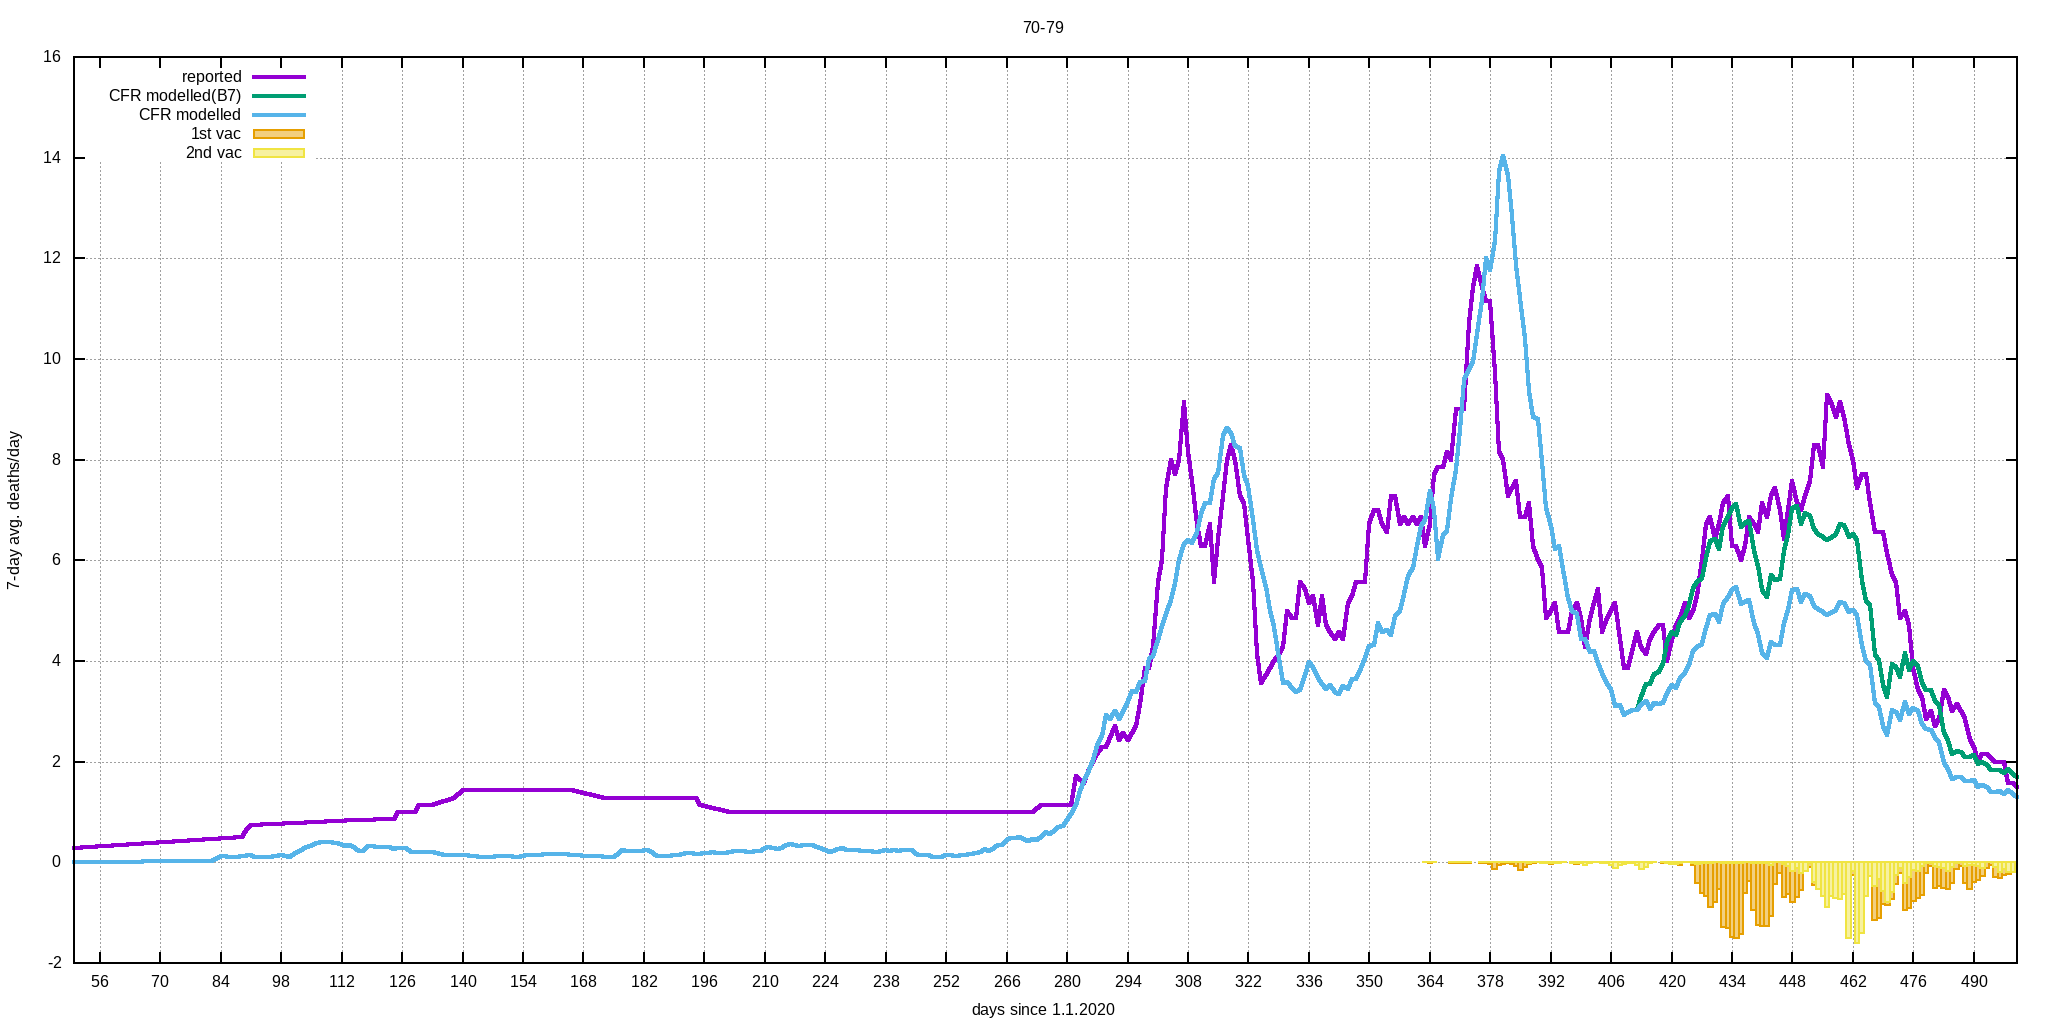 70-79
16
14
12
10
8
6
4
2
0
-2
7-day avg. deaths/day
reported
CFR modelled(B7)
CFR modelled
1st vac
2nd vac
56 70 84 98 112 126 140 154 168 182 196 210 224 238 252 266 280 294 308 322 336 350 364 378 392 406 420 434 448 462 476 490
days since 1.1.2020